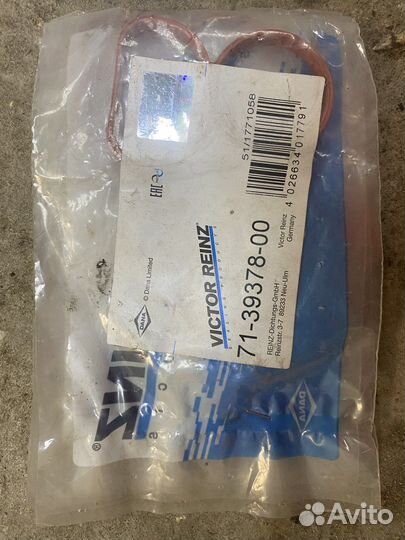 VICTOR REINZ®
71-39378-00
REINZ-Dichtungs-GmbH
Reinzstr. 3-7 89233 Neu-Ulm
Victor Reinz
Germany
© Dana Limited
DANA
EAC
51/1771058
4 026634 017791
DANA
Avito